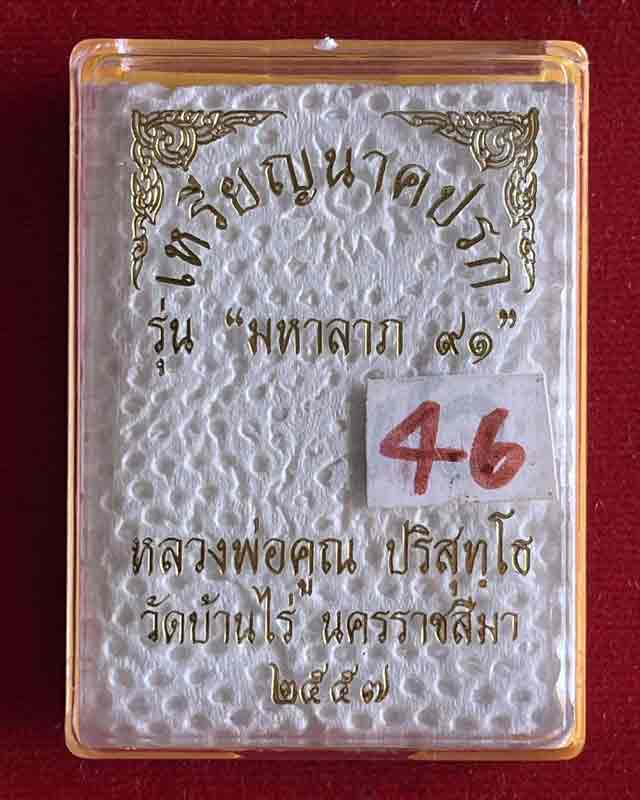 เหรียญนาคปรก
รุ่น “มหาลาภ ๙๑”
46
หลวงพ่อคูณ ปริสุทฺโธ
วัดบ้านไร่ นครราชสีมา
๒๕๕๗